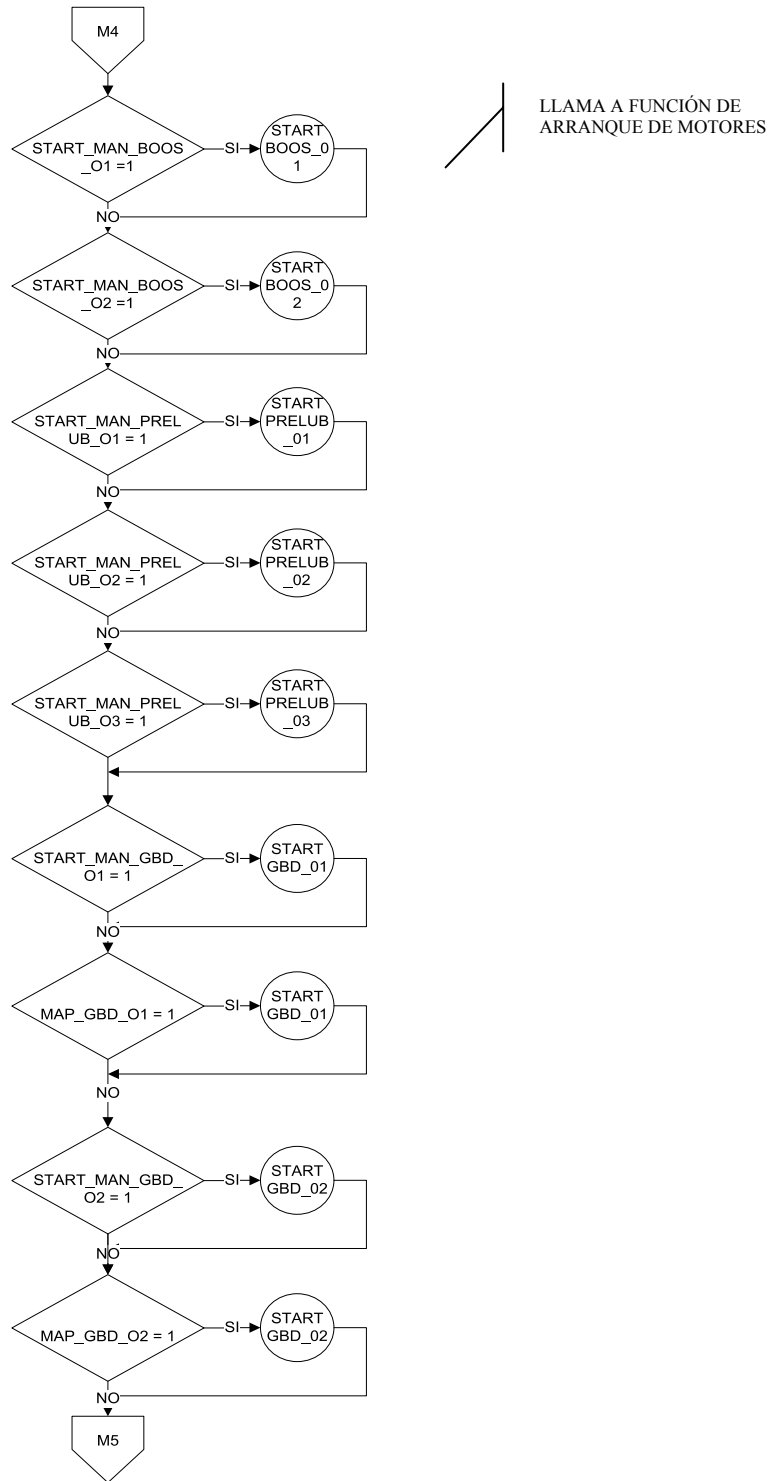 M4
LLAMA A FUNCIÓN DE
ARRANQUE DE MOTORES
START_MAN_BOOS
_O1 =1
SI
START
BOOS_0
1
NO
START_MAN_BOOS
_O2 =1
SI
START
BOOS_0
2
NO
START_MAN_PREL
UB_O1 = 1
SI
START
PRELUB
_01
NO
START_MAN_PREL
UB_O2 = 1
SI
START
PRELUB
_02
NO
START_MAN_PREL
UB_O3 = 1
SI
START
PRELUB
_03
START_MAN_GBD_
O1 = 1
SI
START
GBD_01
NO
MAP_GBD_O1 = 1
SI
START
GBD_01
NO
START_MAN_GBD_
O2 = 1
SI
START
GBD_02
NO
MAP_GBD_O2 = 1
SI
START
GBD_02
NO
M5